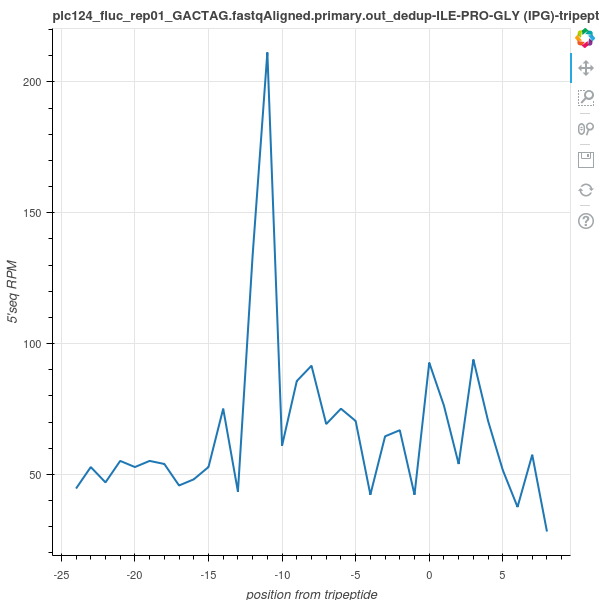 plc124_fluc_rep01_GACTAG.fastqAligned.primary.out_dedup-ILE-PRO-GLY (IPG)-tripept
200
150
100
50
5'seq RPM
-25 -20 -15 -10 -5 0 5
position from tripeptide